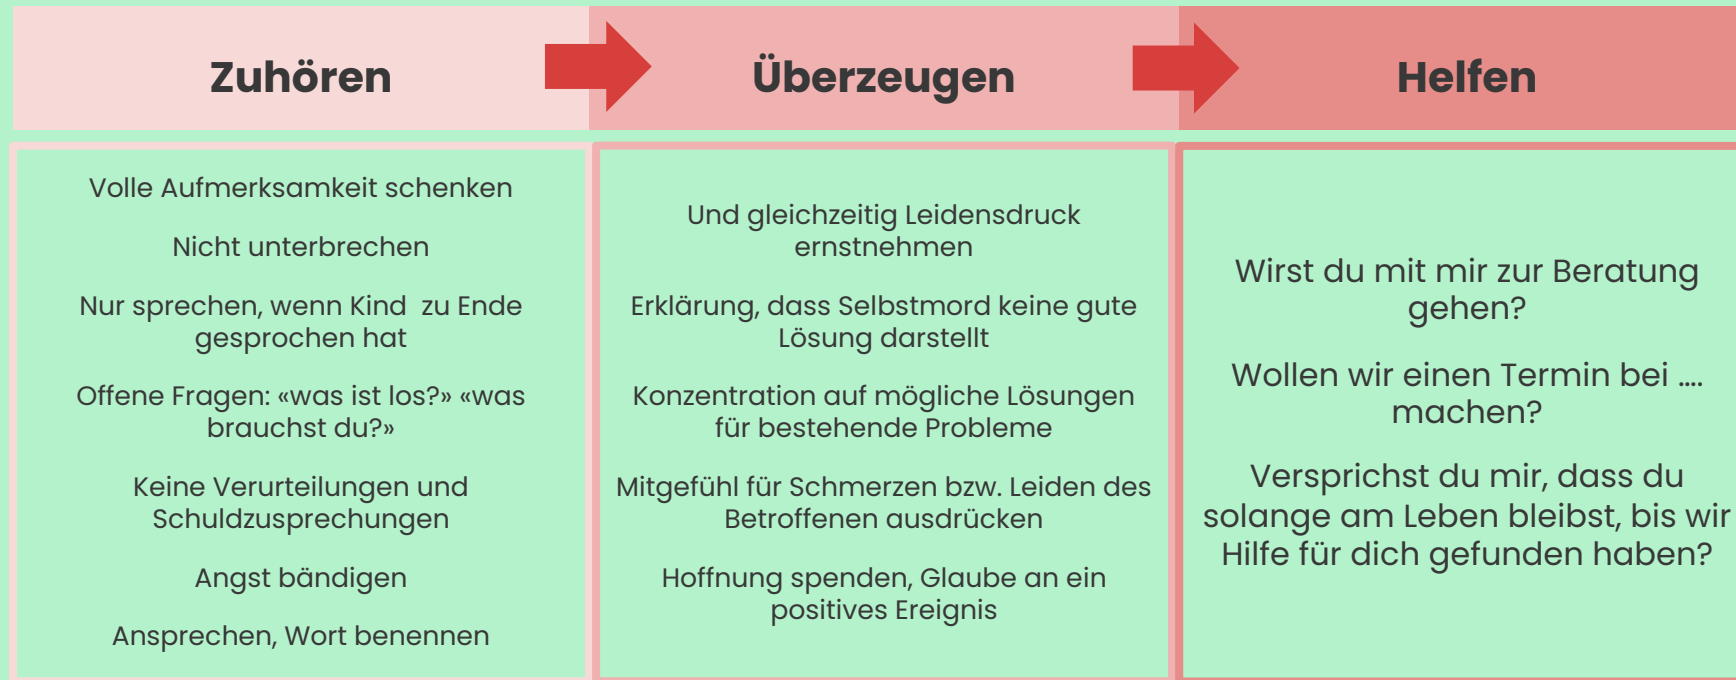 Zuhören
Überzeugen
Helfen
Volle Aufmerksamkeit schenken
Nicht unterbrechen
Nur sprechen, wenn Kind  zu Ende
gesprochen hat
Offene Fragen: «was ist los?» «was
brauchst du?»
Keine Verurteilungen und
Schuldzusprechungen
Angst bändigen
Ansprechen, Wort benennen
Und gleichzeitig Leidensdruck
ernstnehmen
Erklärung, dass Selbstmord keine gute
Lösung darstellt
Konzentration auf mögliche Lösungen
für bestehende Probleme
Mitgefühl für Schmerzen bzw. Leiden des
Betroffenen ausdrücken
Hoffnung spenden, Glaube an ein
positives Ereignis
Wirst du mit mir zur Beratung
gehen?
Wollen wir einen Termin bei ....
machen?
Versprichst du mir, dass du
solange am Leben bleibst, bis wir
Hilfe für dich gefunden haben?